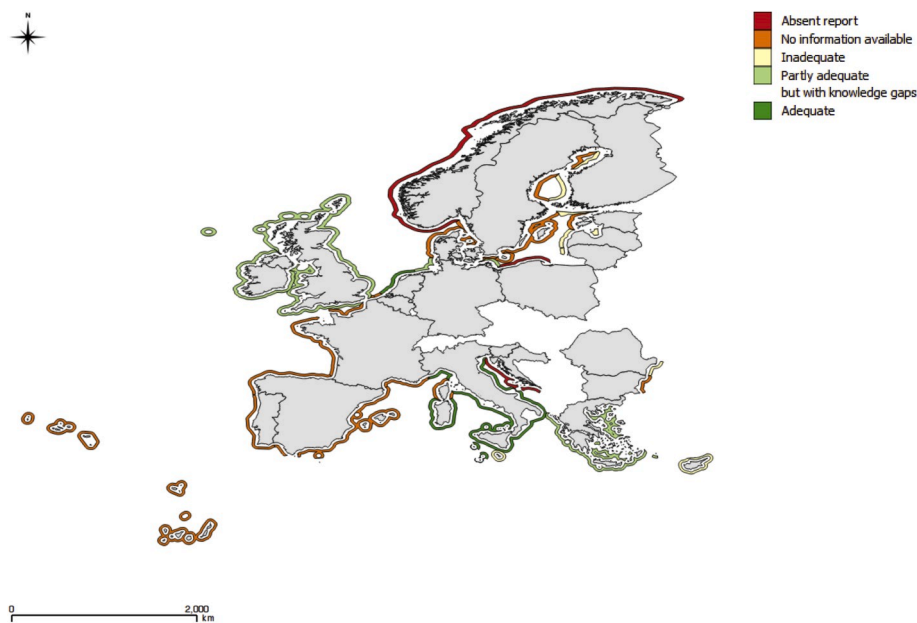 N
Absent report
No information available
Inadequate
Partly adequate
but with knowledge gaps
Adequate
0
2,000
km